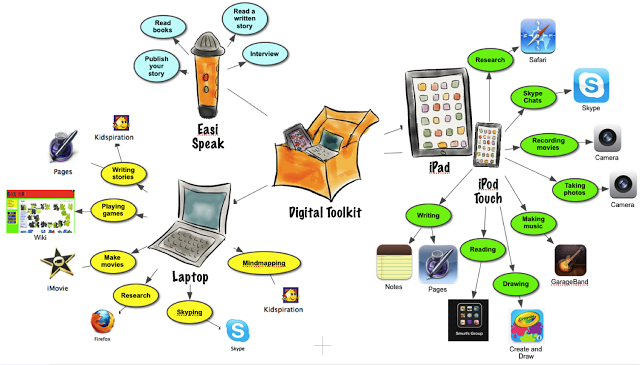 Read
books
Read a
written
story
Publish
your
story
Interview
Easi
Speak
Digital Toolkit
iPad
iPod
Touch
Research
Safari
Skype
Chats
Skype
Recording
movies
Camera
Taking
photos
Camera
Making
music
GarageBand
Writing
Notes
Pages
Reading
Drawing
Create and
Draw
Laptop
Kidspiration
Pages
Writing
stories
Playing
games
Wiki
Make
movies
iMovie
Research
Firefox
Skyping
Skype
Mindmapping
Kidspiration